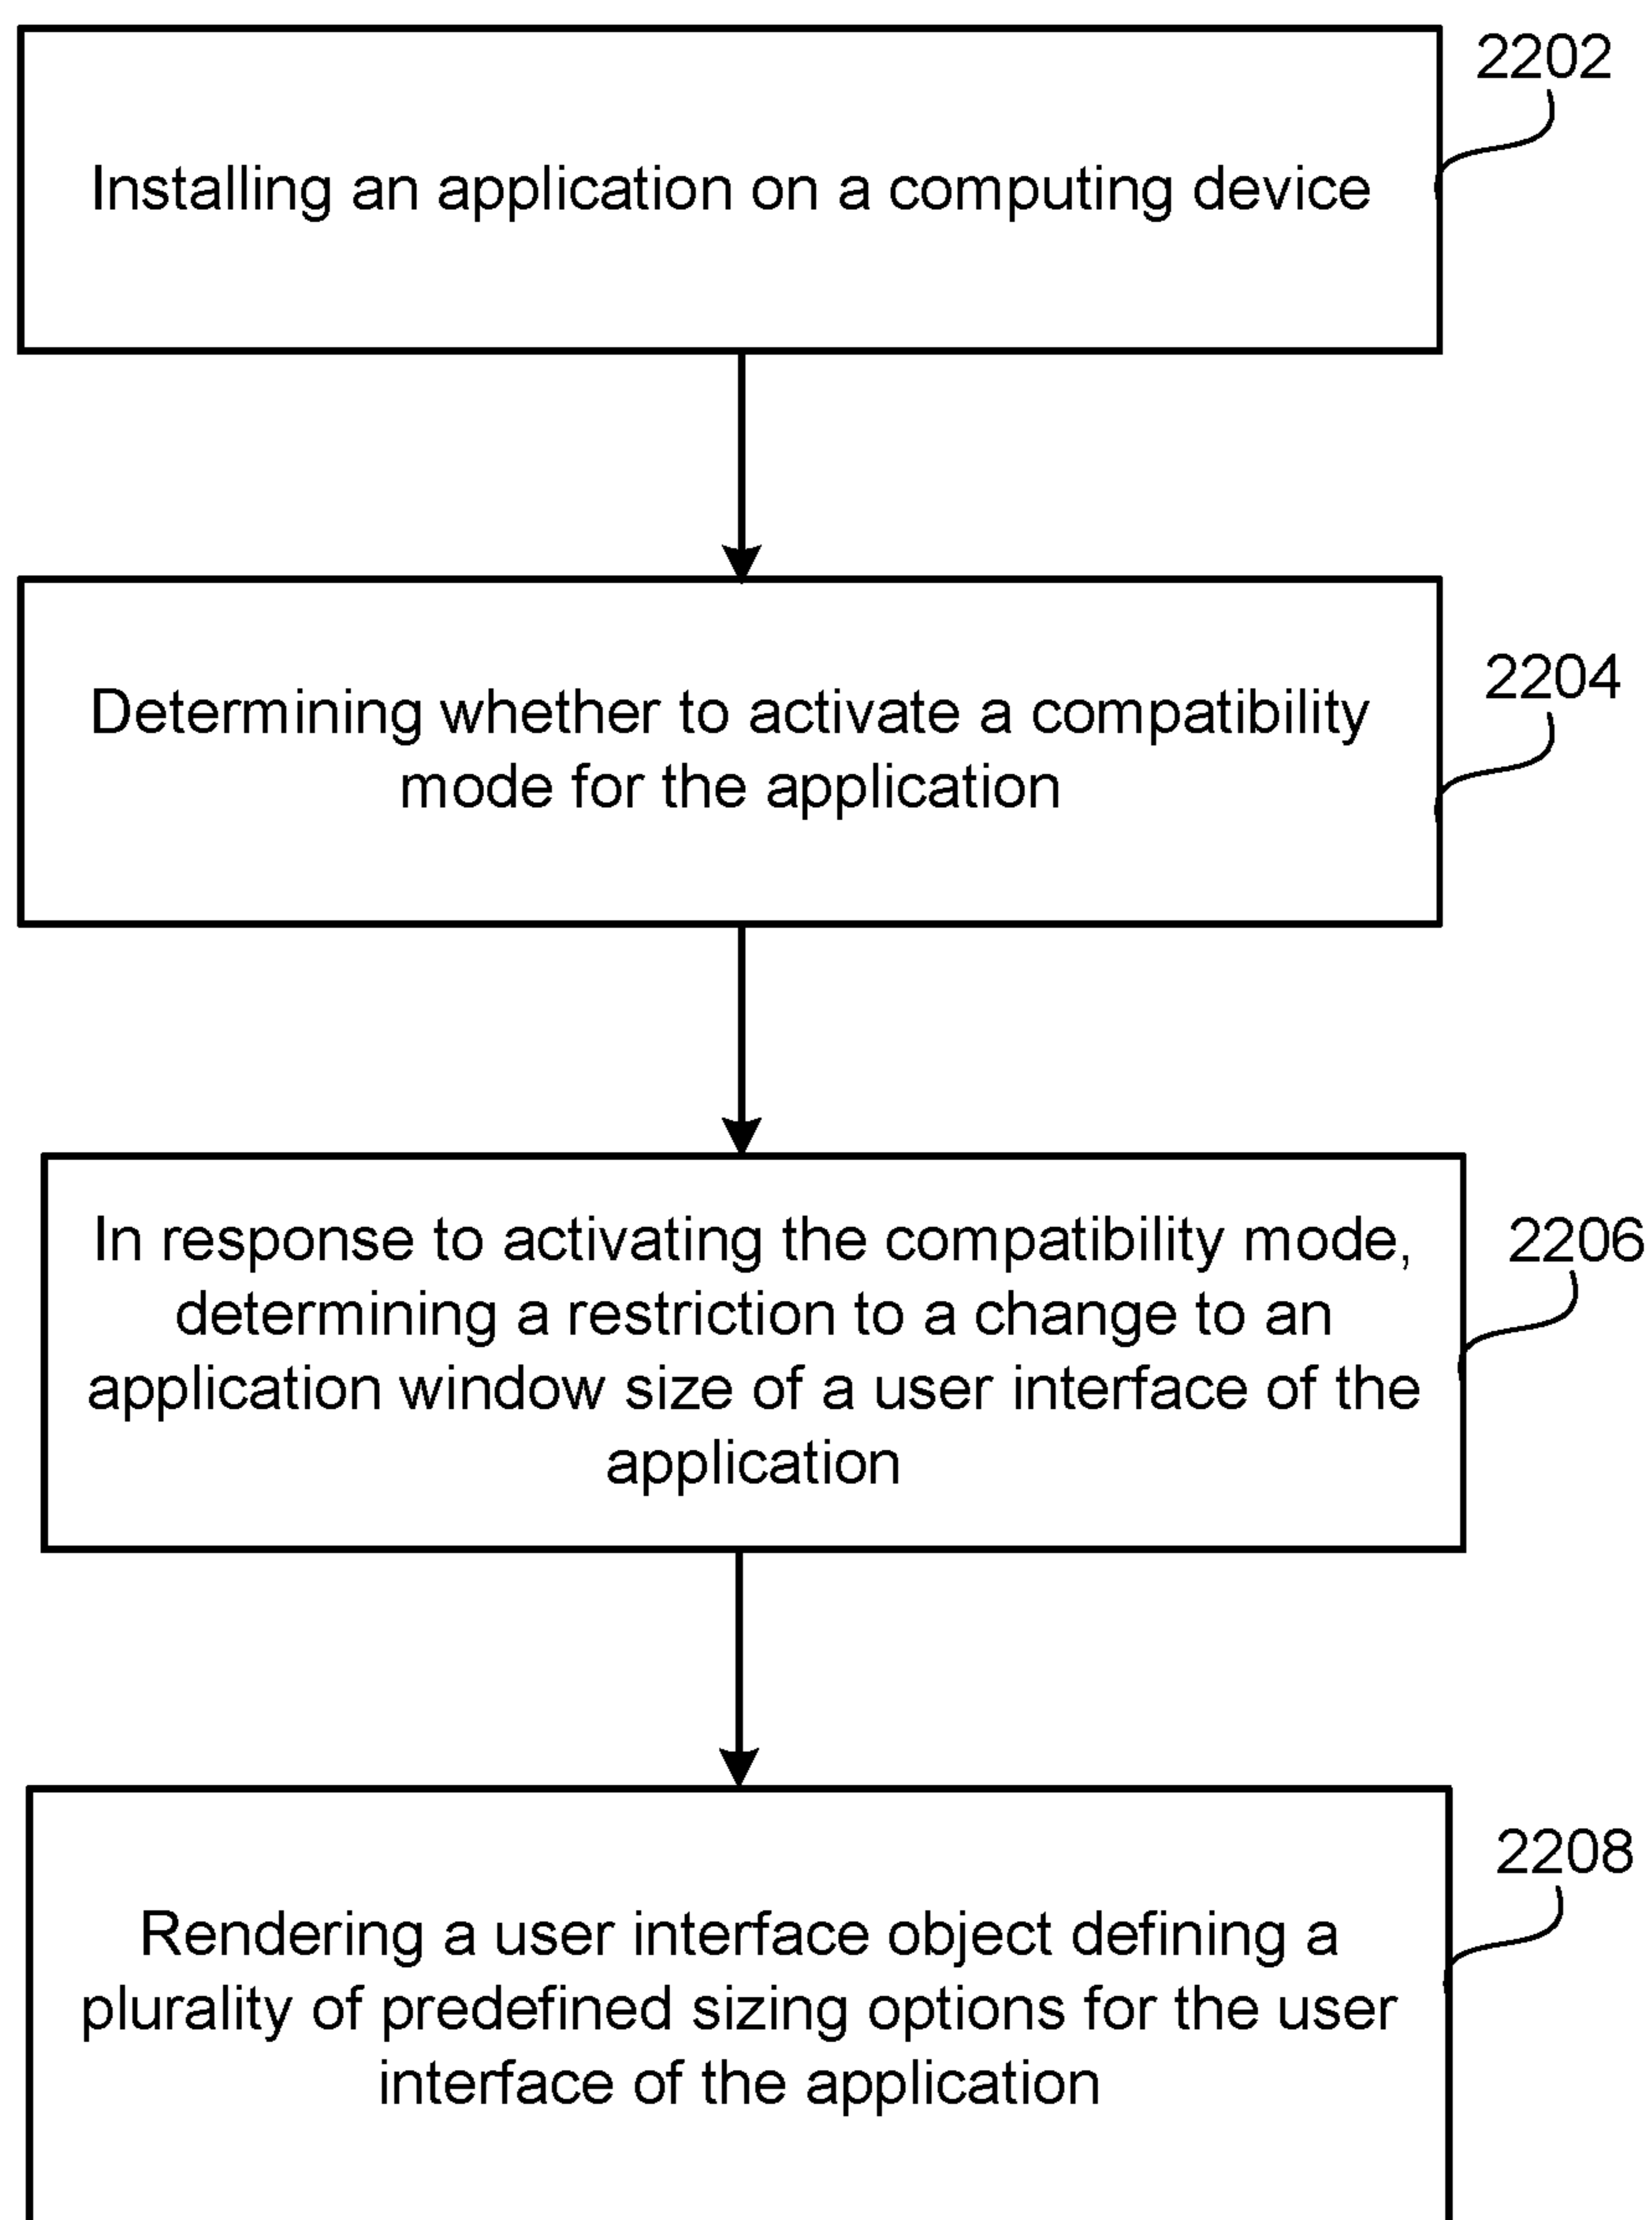 2202
Installing an application on a computing device
2204
Determining whether to activate a compatibility
mode for the application
2206
In response to activating the compatibility mode,
determining a restriction to a change to an
application window size of a user interface of the
application
2208
Rendering a user interface object defining a
plurality of predefined sizing options for the user
interface of the application